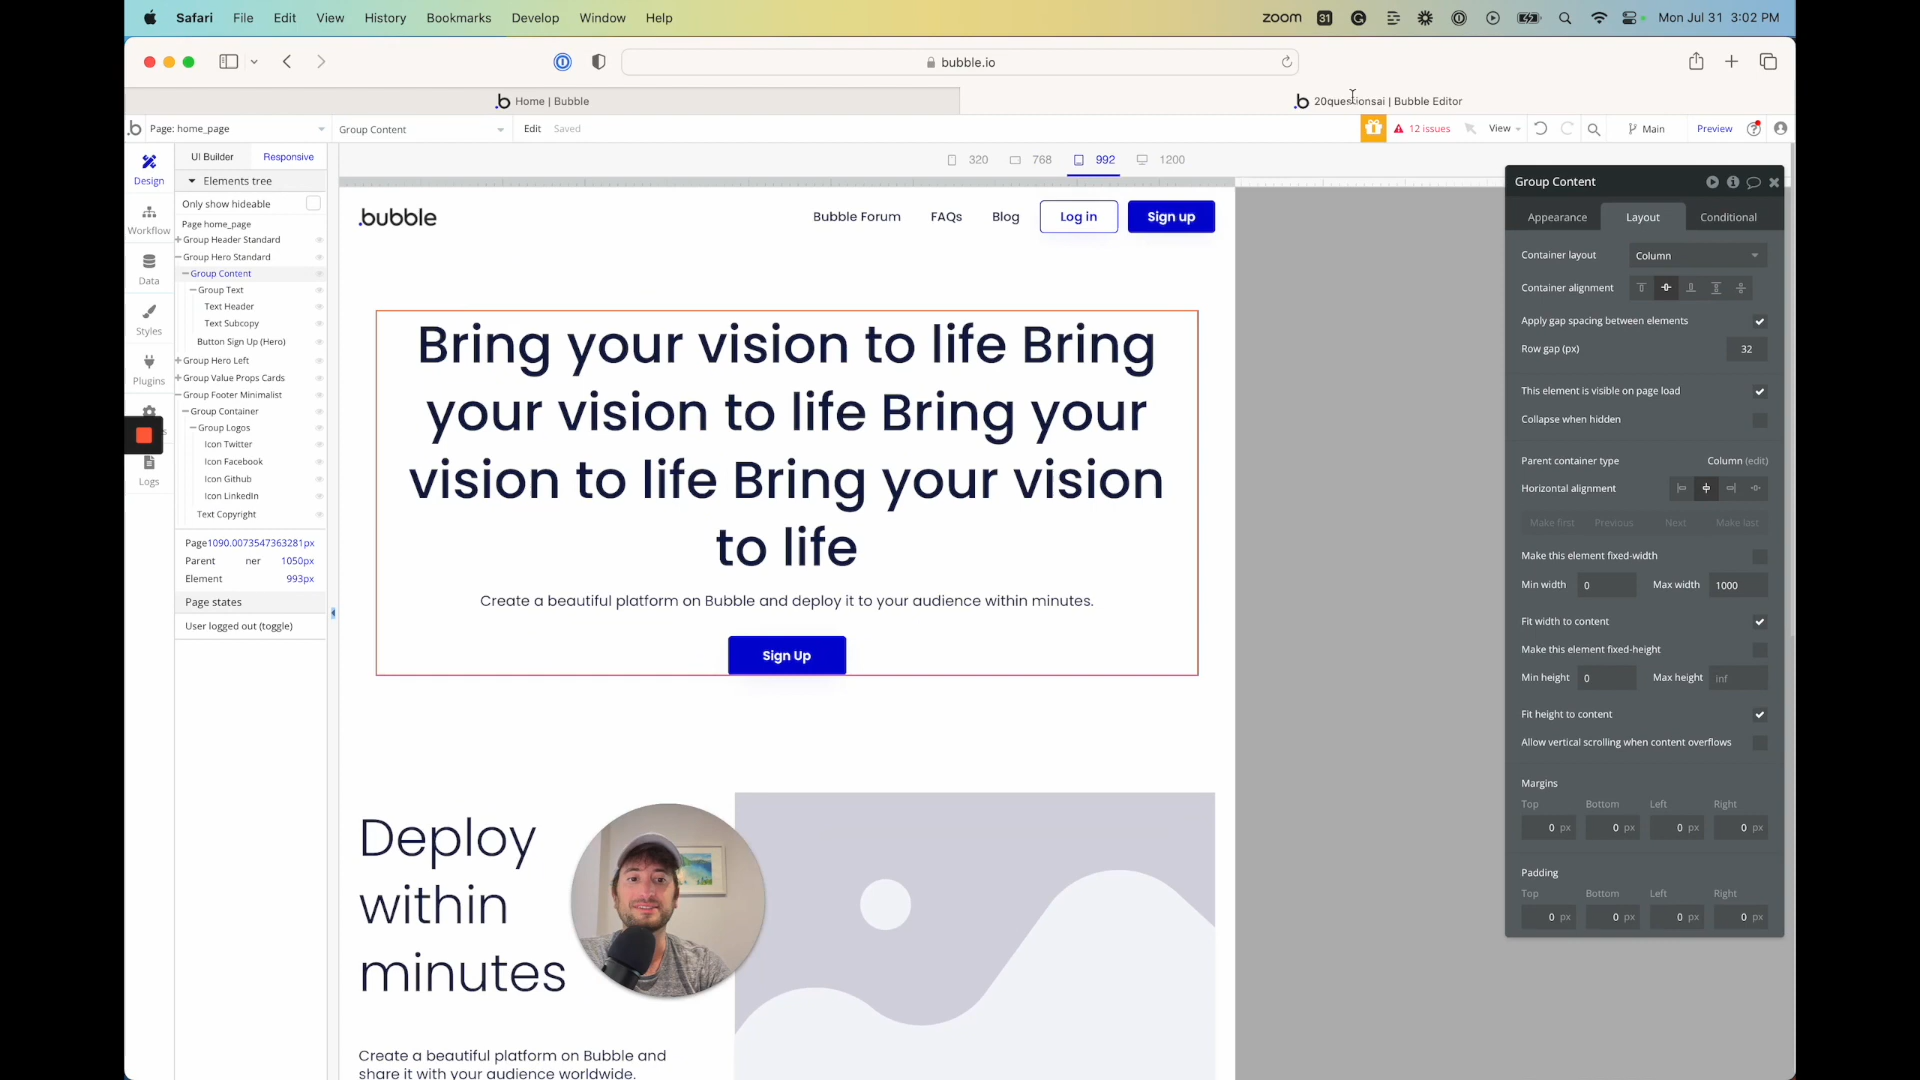 Safari File Edit View History Bookmarks Develop Window Help
zoom 31 Mon Jul 31 3:02 PM
bubble.io
Home | Bubble
20questionsai | Bubble Editor
Page: home_page
Group Content
Edit Saved
12 issues
View
Main
Preview
Design
Workflow
Data
Styles
Plugins
Logs
UI Builder Responsive
Elements tree
Only show hideable
Page home_page
Group Header Standard
Group Hero Standard
Group Content
Group Text
Text Header
Text Subcopy
Button Sign Up (Hero)
Group Hero Left
Group Value Props Cards
Group Footer Minimalist
Group Container
Group Logos
Icon Twitter
Icon Facebook
Icon Github
Icon LinkedIn
Text Copyright
Page 1090.0073547363281px
Parent ner 1050px
Element 993px
Page states
User logged out (toggle)
320 768 992 1200
.bubble
Bubble Forum FAQs Blog Log in Sign up
Bring your vision to life Bring
your vision to life Bring your
vision to life Bring your vision
to life
Create a beautiful platform on Bubble and deploy it to your audience within minutes.
Sign Up
Deploy
within
minutes
Create a beautiful platform on Bubble and
share it with your audience worldwide.
Group Content
Appearance Layout Conditional
Container layout Column
Container alignment
Apply gap spacing between elements
Row gap (px) 32
This element is visible on page load
Collapse when hidden
Parent container type Column (edit)
Horizontal alignment
Make first Previous Next Make last
Make this element fixed-width
Min width 0 Max width 1000
Fit width to content
Make this element fixed-height
Min height 0 Max height inf
Fit height to content
Allow vertical scrolling when content overflows
Margins
Top Bottom Left Right
0 px 0 px 0 px 0 px
Padding
Top Bottom Left Right
0 px 0 px 0 px 0 px